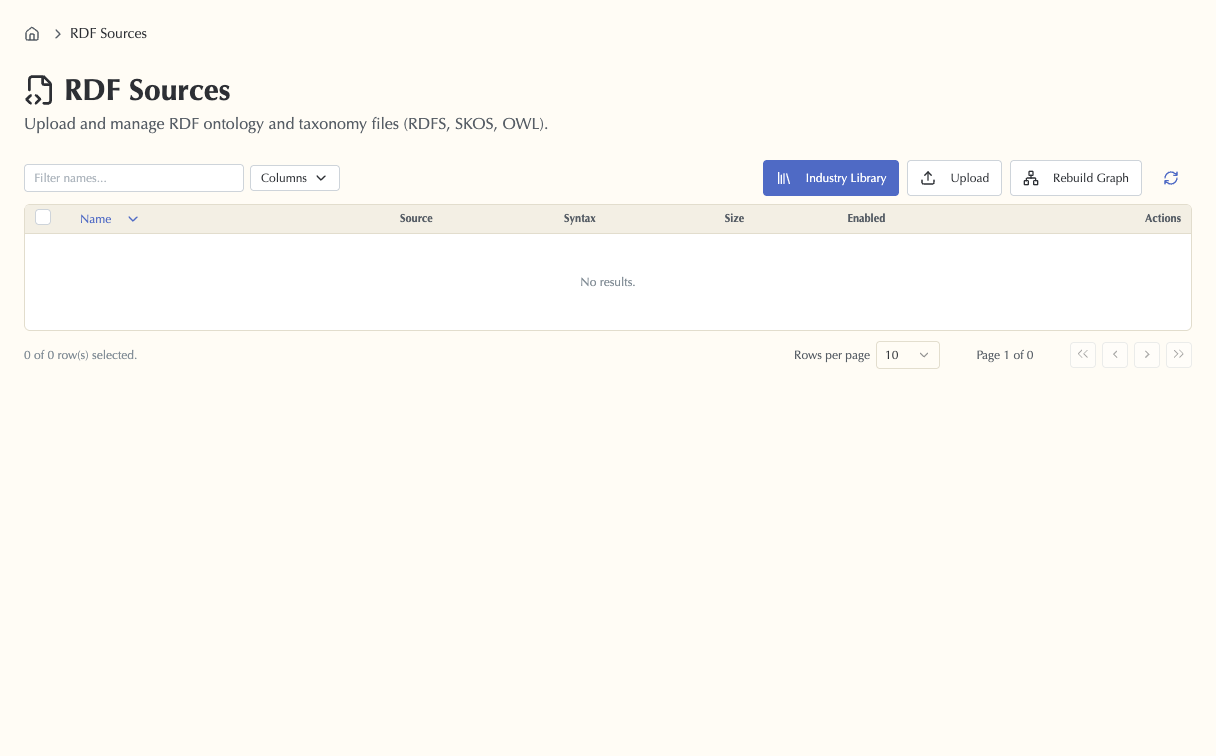 RDF Sources
RDF Sources
Upload and manage RDF ontology and taxonomy files (RDFS, SKOS, OWL).
Filter names...
Columns
Industry Library
Upload
Rebuild Graph
Name
Source
Syntax
Size
Enabled
Actions
No results.
0 of 0 row(s) selected.
Rows per page
10
Page 1 of 0